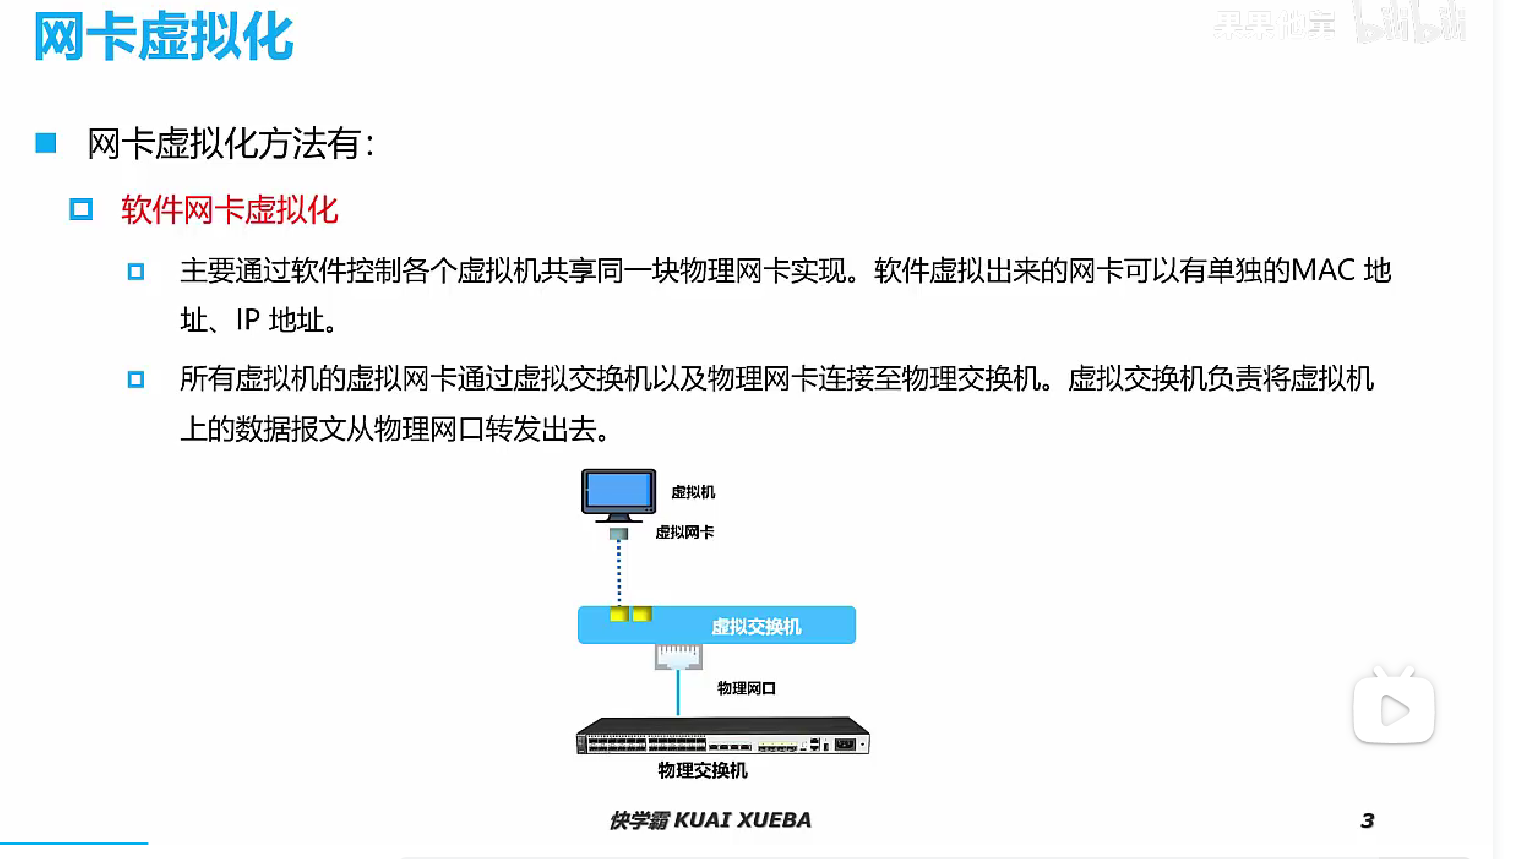 网卡虚拟化
果果他弟 bilibili
网卡虚拟化方法有：
软件网卡虚拟化
主要通过软件控制各个虚拟机共享同一块物理网卡实现。软件虚拟出来的网卡可以有单独的MAC 地
址、IP 地址。
所有虚拟机的虚拟网卡通过虚拟交换机以及物理网卡连接至物理交换机。虚拟交换机负责将虚拟机
上的数据报文从物理网口转发出去。
虚拟机
虚拟网卡
虚拟交换机
物理网口
物理交换机
快学霸 KUAI XUEBA
3